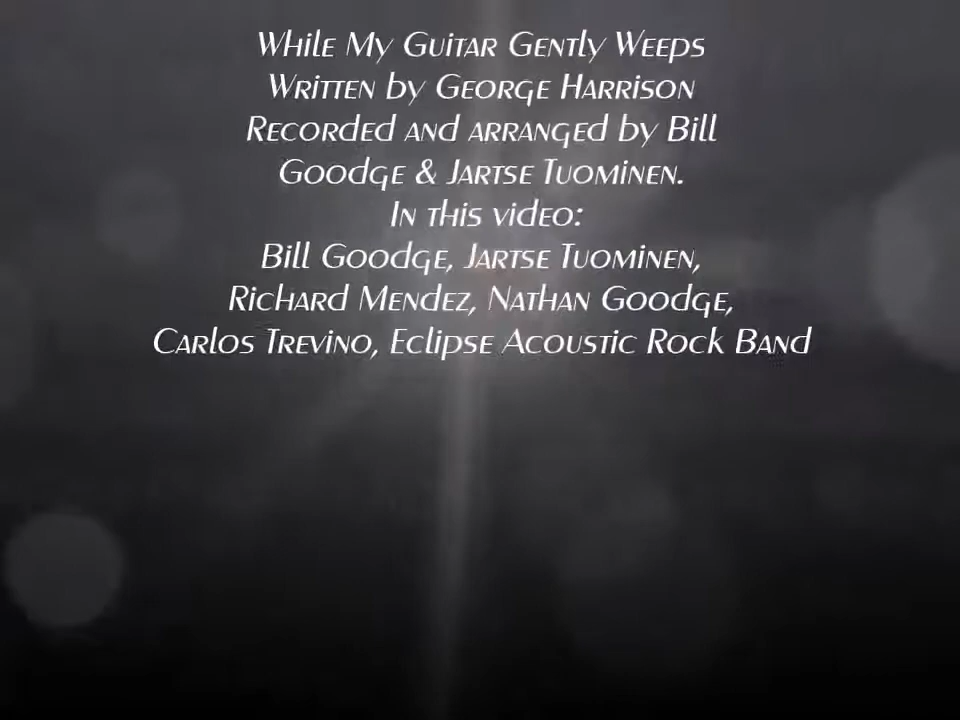 While My Guitar Gently Weeps
Written by George Harrison
Recorded and arranged by Bill
Goodge & Jartse Tuominen.
In this video:
Bill Goodge, Jartse Tuominen,
Richard Mendez, Nathan Goodge,
Carlos Trevino, Eclipse Acoustic Rock Band